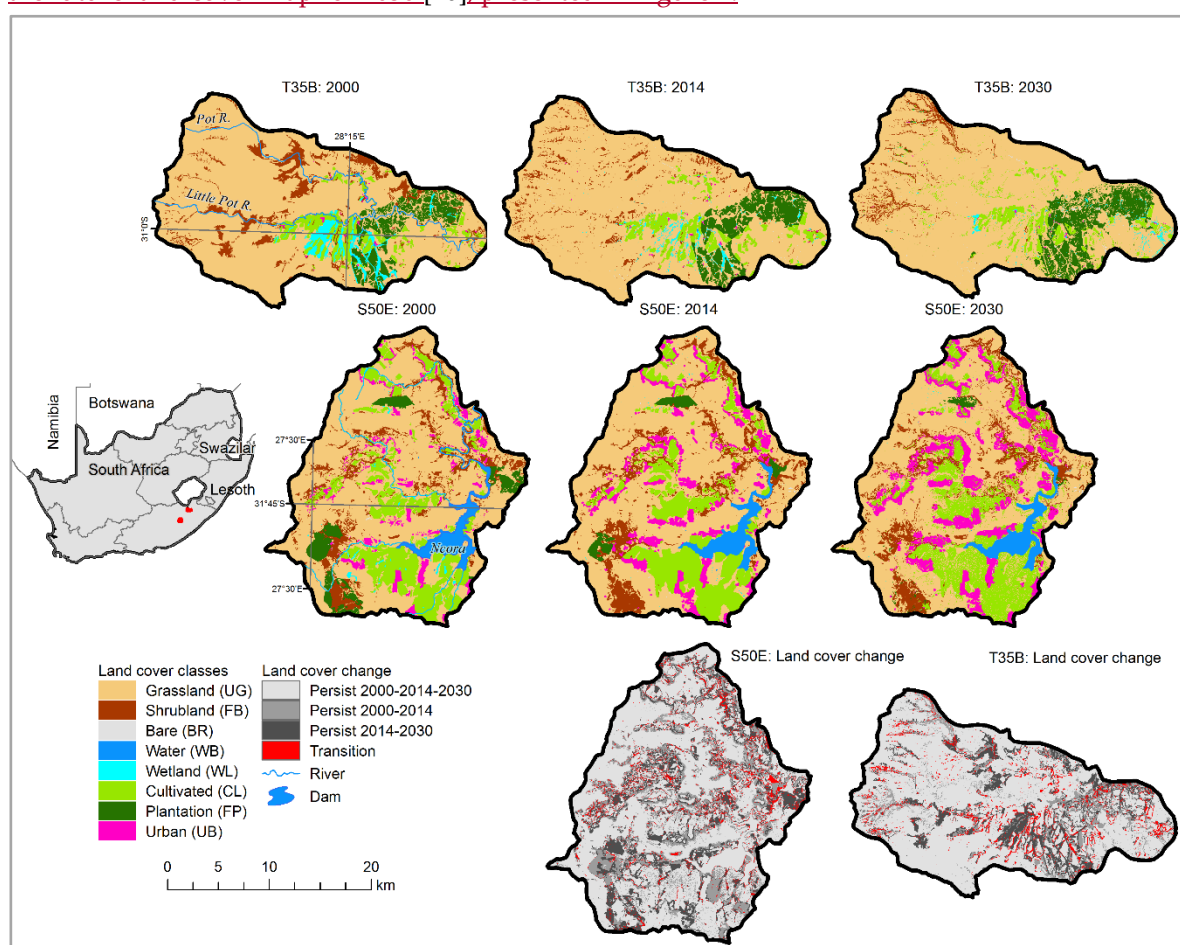 T35B: 2000
T35B: 2014
T35B: 2030
Pot R.
28°15'E
Little Pot R.
31°0'S
S50E: 2000
S50E: 2014
S50E: 2030
Namibia
Botswana
Swazilar
South Africa
Lesoth
27°30'E
31°45'S
Ncora
27°30'E
S50E: Land cover change
T35B: Land cover change
Land cover classes
Grassland (UG)
Shrubland (FB)
Bare (BR)
Water (WB)
Wetland (WL)
Cultivated (CL)
Plantation (FP)
Urban (UB)
Land cover change
Persist 2000-2014-2030
Persist 2000-2014
Persist 2014-2030
Transition
River
Dam
0 5 10 20
km